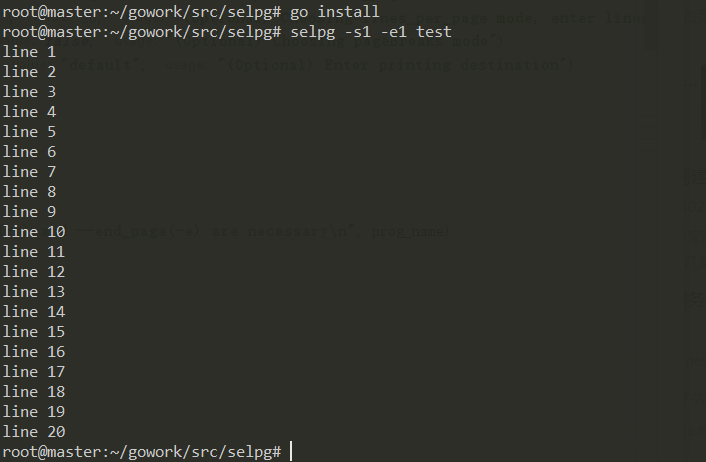 root@master:~/gowork/src/selpg# go install
root@master:~/gowork/src/selpg# selpg -s1 -e1 test
line 1
line 2
line 3
line 4
line 5
line 6
line 7
line 8
line 9
line 10
line 11
line 12
line 13
line 14
line 15
line 16
line 17
line 18
line 19
line 20
root@master:~/gowork/src/selpg#